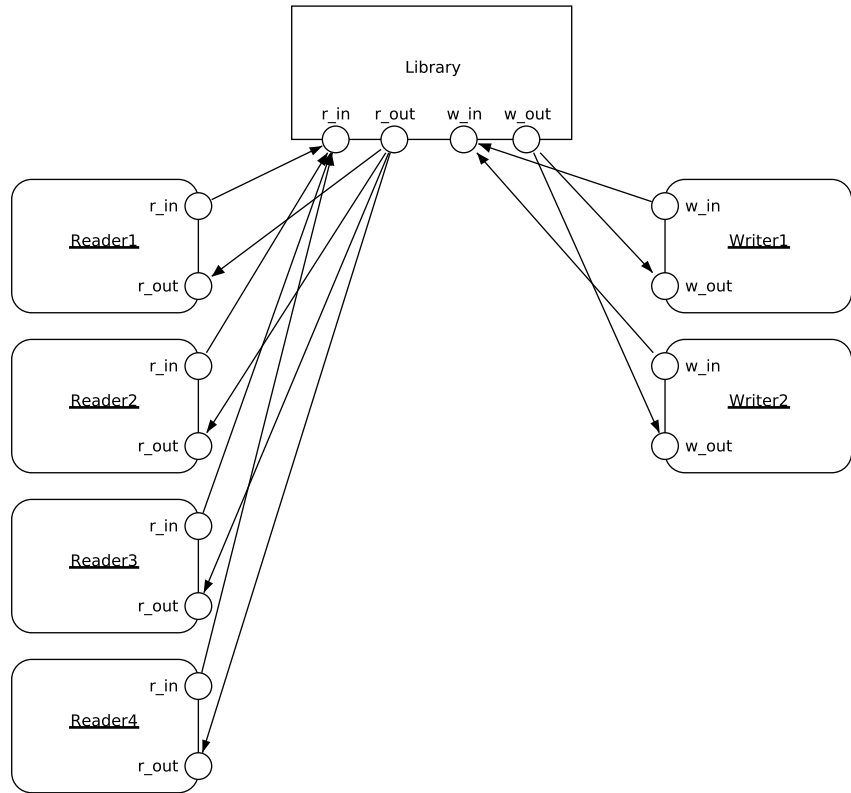 Library
r_in r_out w_in w_out
r_in
Reader1
r_out
w_in
Writer1
w_out
r_in
Reader2
r_out
w_in
Writer2
w_out
r_in
Reader3
r_out
r_in
Reader4
r_out